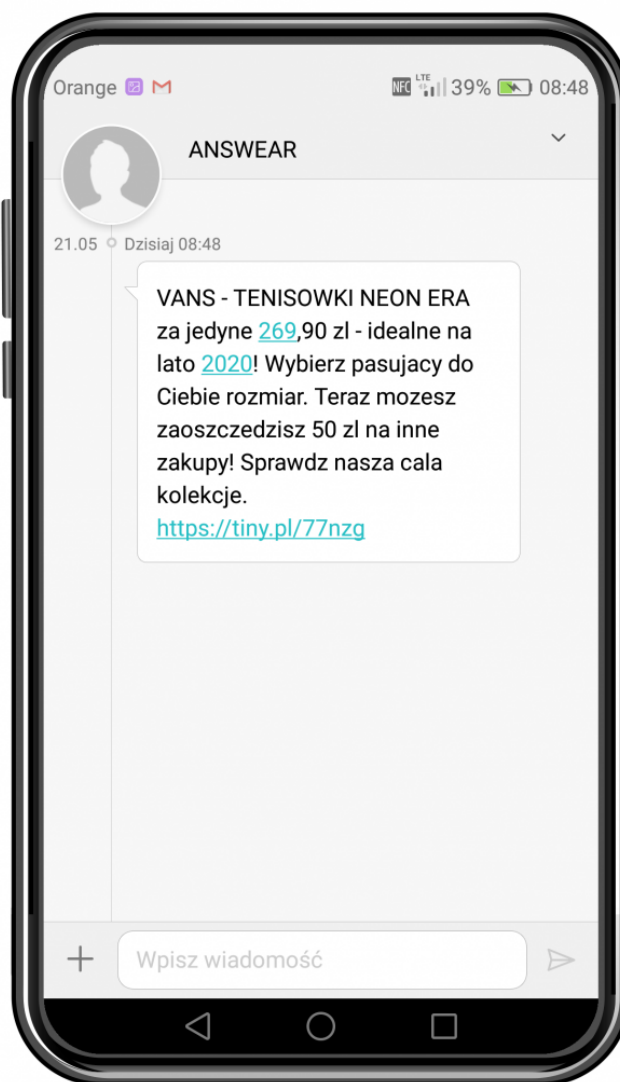 Orange
NFC LTE 39% 08:48
ANSWEAR
21.05 Dzisiaj 08:48
VANS - TENISOWKI NEON ERA
za jedyne 269,90 zl - idealne na
lato 2020! Wybierz pasujacy do
Ciebie rozmiar. Teraz mozesz
zaoszczedzisz 50 zl na inne
zakupy! Sprawdz nasza cala
kolekcje.
https://tiny.pl/77nzg
Wpisz wiadomość